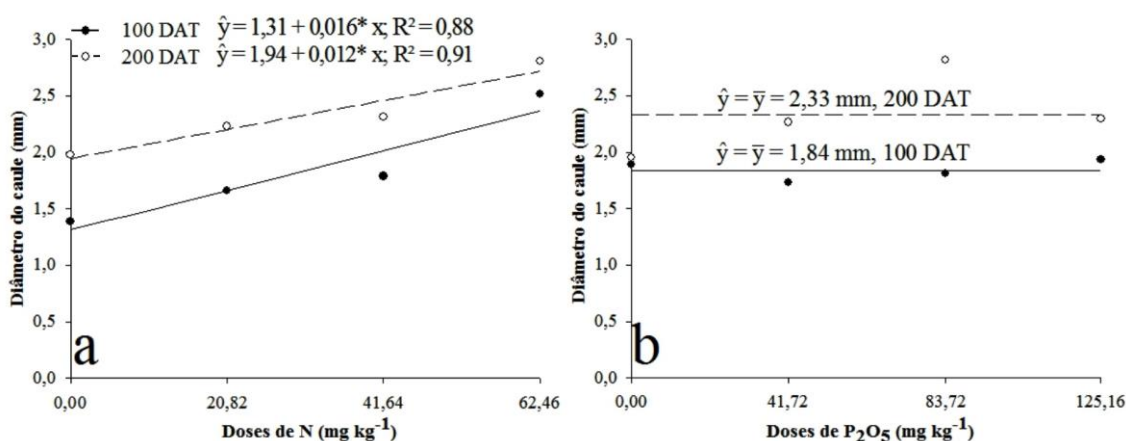 100 DAT ŷ = 1,31 + 0,016* x; R² = 0,88
200 DAT ŷ = 1,94 + 0,012* x; R² = 0,91
Diâmetro do caule (mm)
3,0
2,5
2,0
1,5
1,0
0,5
0,0
a
0,00 20,82 41,64 62,46
Doses de N (mg kg⁻¹)
Diâmetro do caule (mm)
3,0
2,5
2,0
1,5
1,0
0,5
0,0
ŷ = ȳ = 2,33 mm, 200 DAT
ŷ = ȳ = 1,84 mm, 100 DAT
b
0,00 41,72 83,72 125,16
Doses de P₂O₅ (mg kg⁻¹)